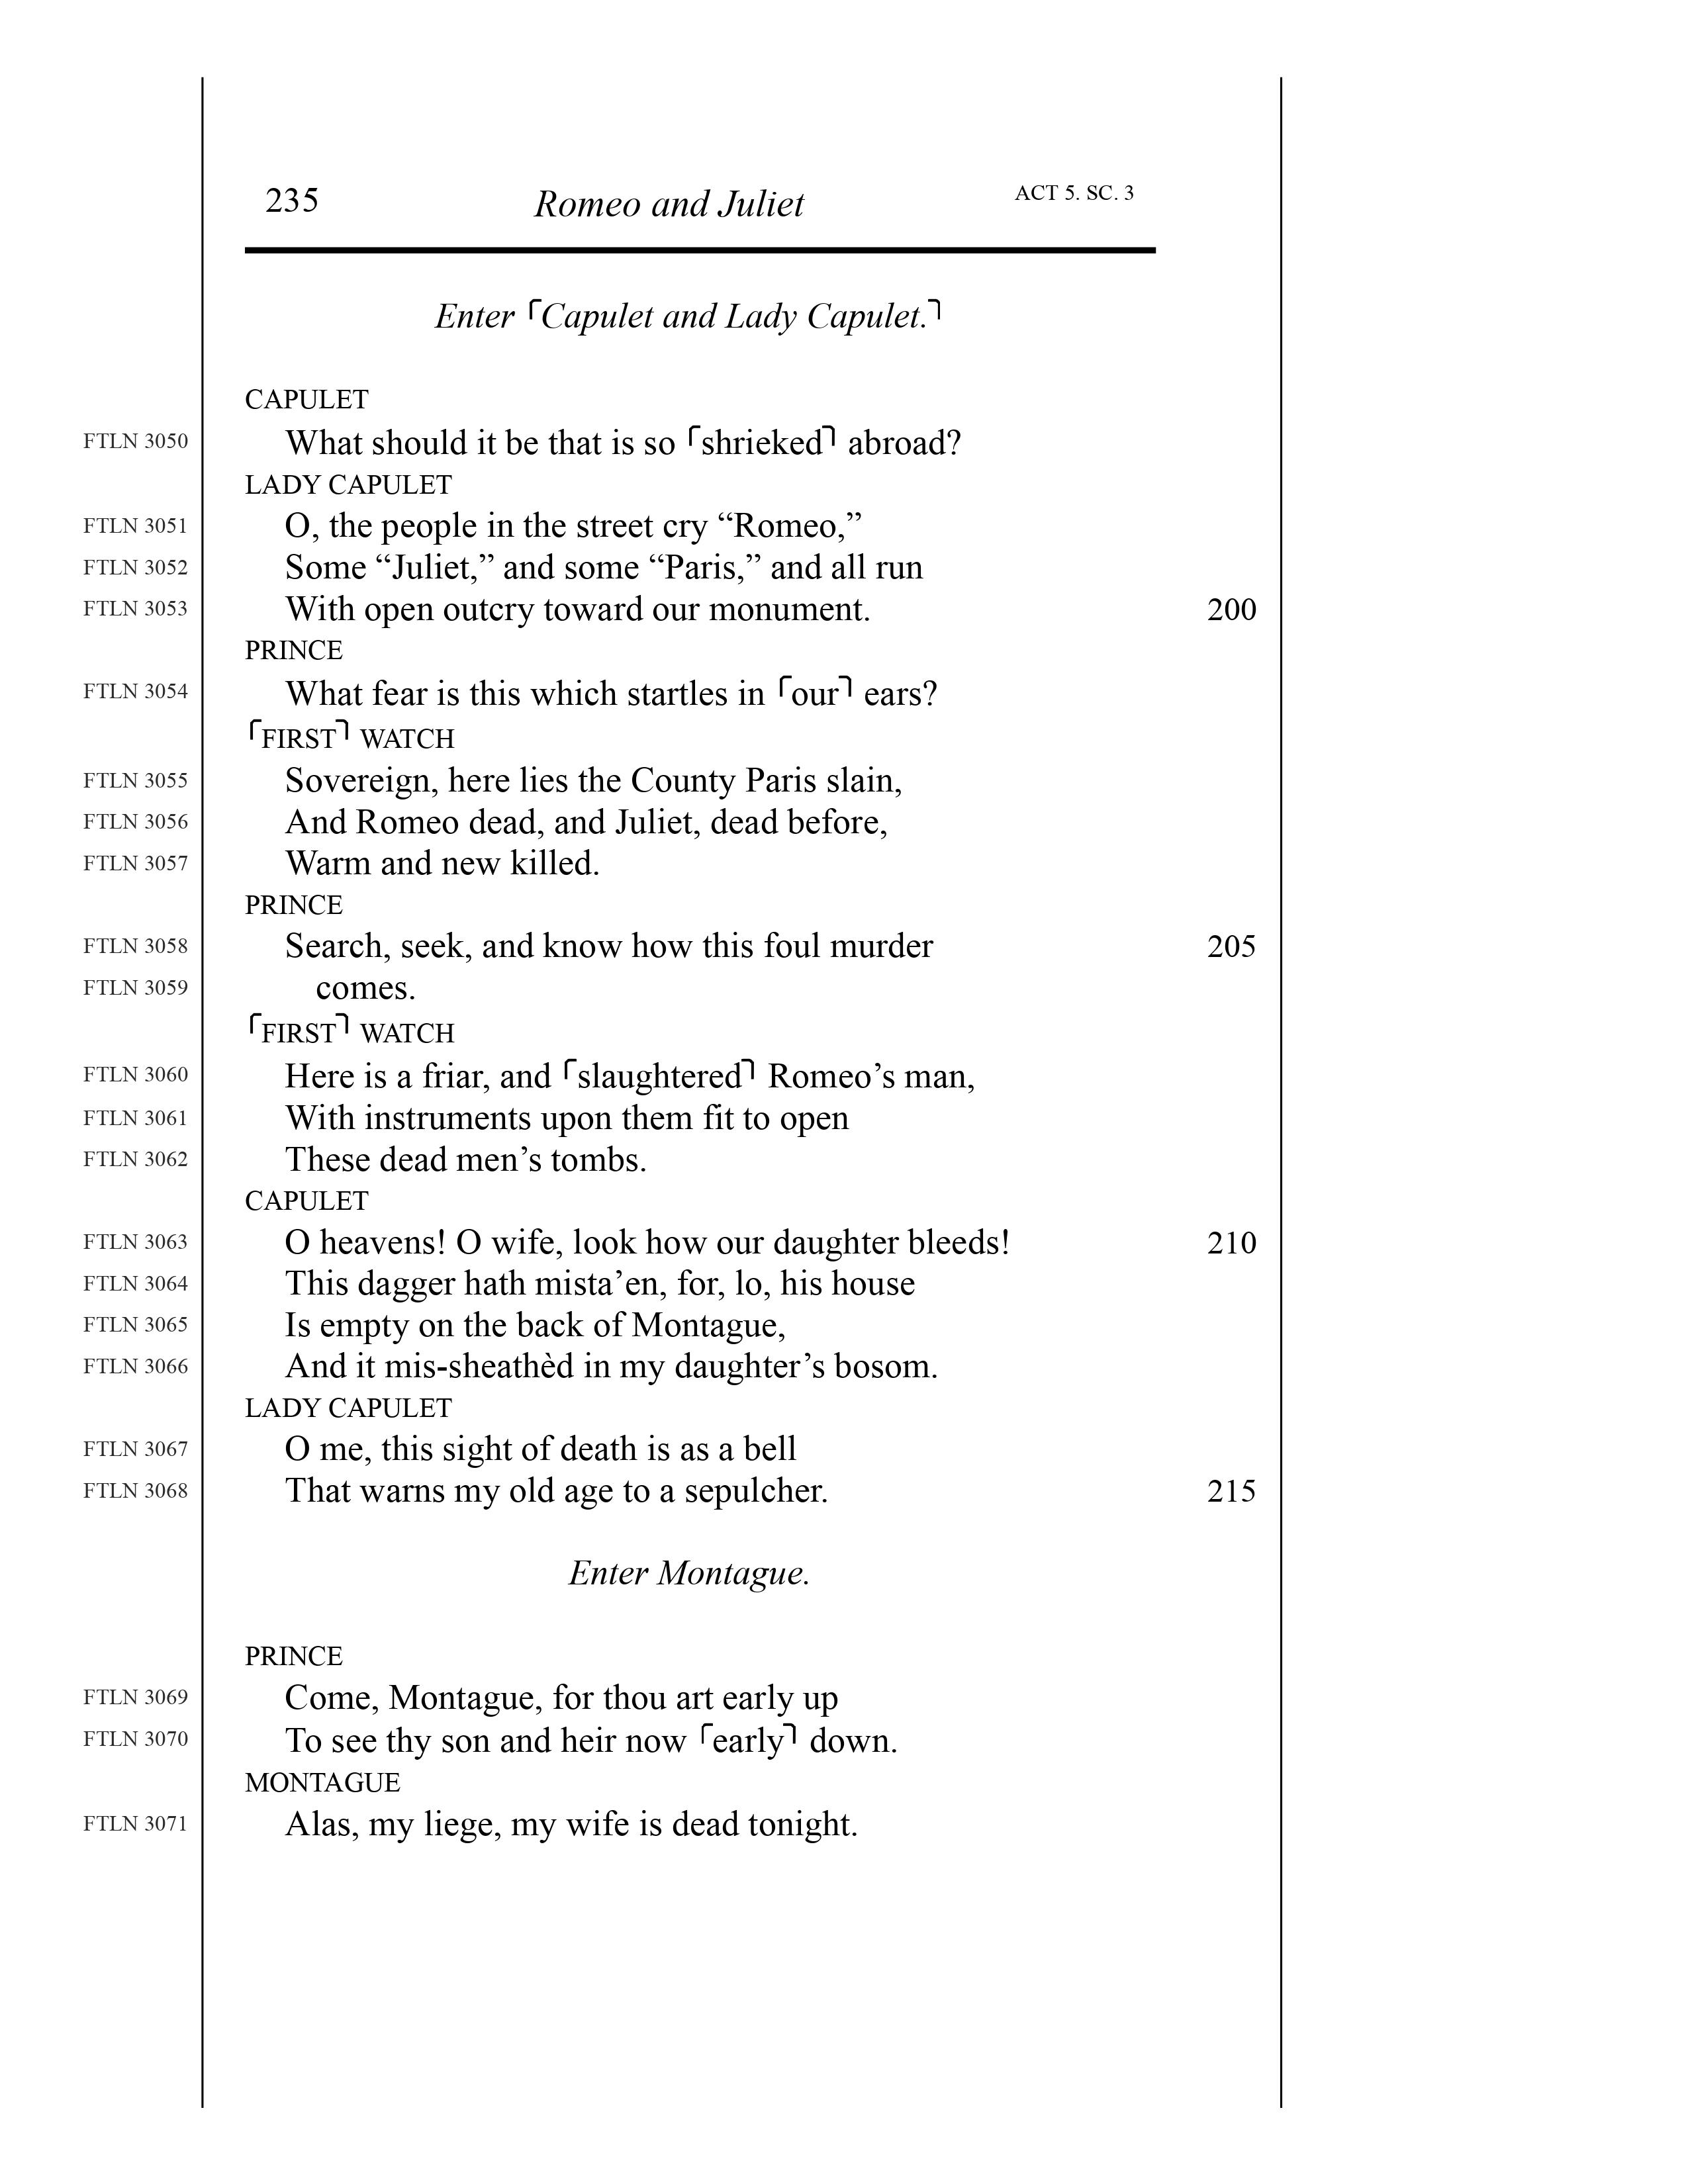 235 Romeo and Juliet ACT 5. SC. 3
Enter ⌜Capulet and Lady Capulet.⌝
CAPULET
FTLN 3050 What should it be that is so ⌜shrieked⌝ abroad?
LADY CAPULET
FTLN 3051 O, the people in the street cry “Romeo,”
FTLN 3052 Some “Juliet,” and some “Paris,” and all run
FTLN 3053 With open outcry toward our monument. 200
PRINCE
FTLN 3054 What fear is this which startles in ⌜our⌝ ears?
⌜FIRST⌝ WATCH
FTLN 3055 Sovereign, here lies the County Paris slain,
FTLN 3056 And Romeo dead, and Juliet, dead before,
FTLN 3057 Warm and new killed.
PRINCE
FTLN 3058 Search, seek, and know how this foul murder 205
FTLN 3059 comes.
⌜FIRST⌝ WATCH
FTLN 3060 Here is a friar, and ⌜slaughtered⌝ Romeo’s man,
FTLN 3061 With instruments upon them fit to open
FTLN 3062 These dead men’s tombs.
CAPULET
FTLN 3063 O heavens! O wife, look how our daughter bleeds! 210
FTLN 3064 This dagger hath mista’en, for, lo, his house
FTLN 3065 Is empty on the back of Montague,
FTLN 3066 And it mis-sheathèd in my daughter’s bosom.
LADY CAPULET
FTLN 3067 O me, this sight of death is as a bell
FTLN 3068 That warns my old age to a sepulcher. 215
Enter Montague.
PRINCE
FTLN 3069 Come, Montague, for thou art early up
FTLN 3070 To see thy son and heir now ⌜early⌝ down.
MONTAGUE
FTLN 3071 Alas, my liege, my wife is dead tonight.